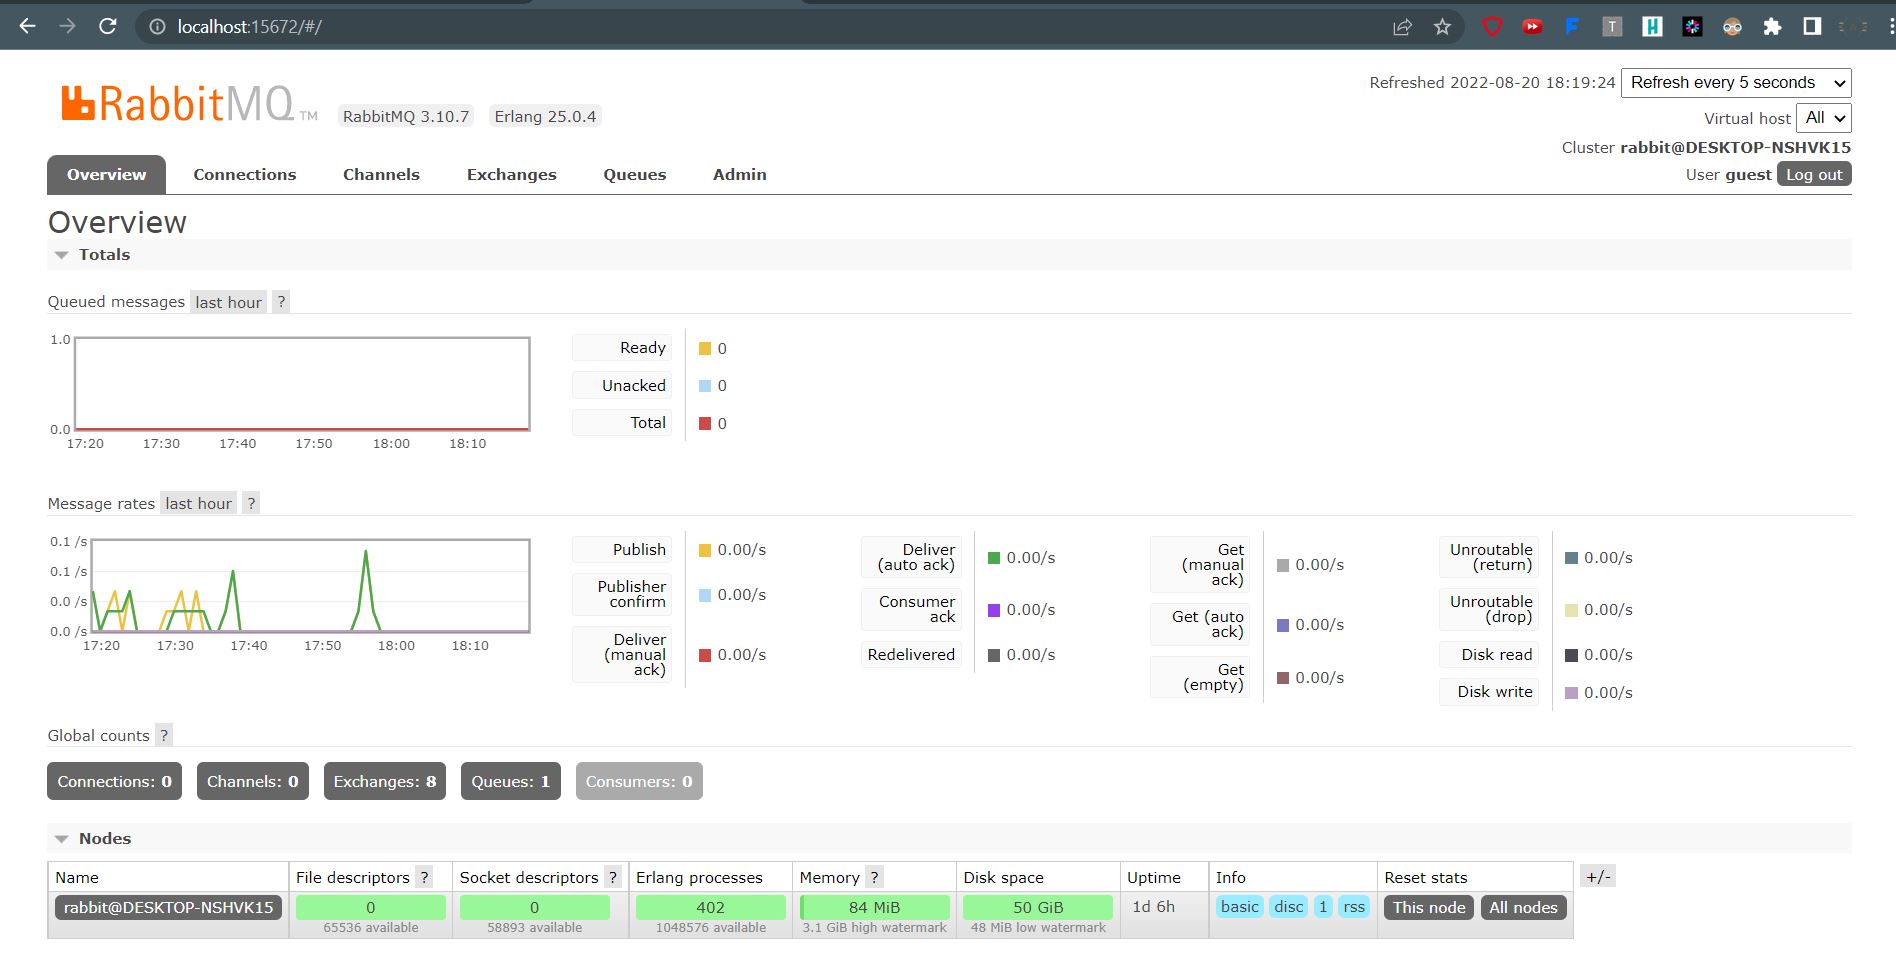 localhost:15672/#/
RabbitMQ TM RabbitMQ 3.10.7 Erlang 25.0.4
Refreshed 2022-08-20 18:19:24 Refresh every 5 seconds
Virtual host All
Cluster rabbit@DESKTOP-NSHVK15
User guest Log out
Overview Connections Channels Exchanges Queues Admin
Overview
Totals
Queued messages last hour ?
1.0
0.0
17:20 17:30 17:40 17:50 18:00 18:10
Ready 0
Unacked 0
Total 0
Message rates last hour ?
0.1 /s
0.1 /s
0.0 /s
0.0 /s
17:20 17:30 17:40 17:50 18:00 18:10
Publish 0.00/s
Publisher
confirm 0.00/s
Deliver
(manual
ack) 0.00/s
Deliver
(auto ack) 0.00/s
Consumer
ack 0.00/s
Redelivered 0.00/s
Get
(manual
ack) 0.00/s
Get (auto
ack) 0.00/s
Get
(empty) 0.00/s
Unroutable
(return) 0.00/s
Unroutable
(drop) 0.00/s
Disk read 0.00/s
Disk write 0.00/s
Global counts ?
Connections: 0 Channels: 0 Exchanges: 8 Queues: 1 Consumers: 0
Nodes
Name File descriptors ? Socket descriptors ? Erlang processes Memory ? Disk space Uptime Info Reset stats +/-
rabbit@DESKTOP-NSHVK15 0 0 402 84 MiB 50 GiB 1d 6h basic disc 1 rss This node All nodes
65536 available 58893 available 1048576 available 3.1 GiB high watermark 48 MiB low watermark